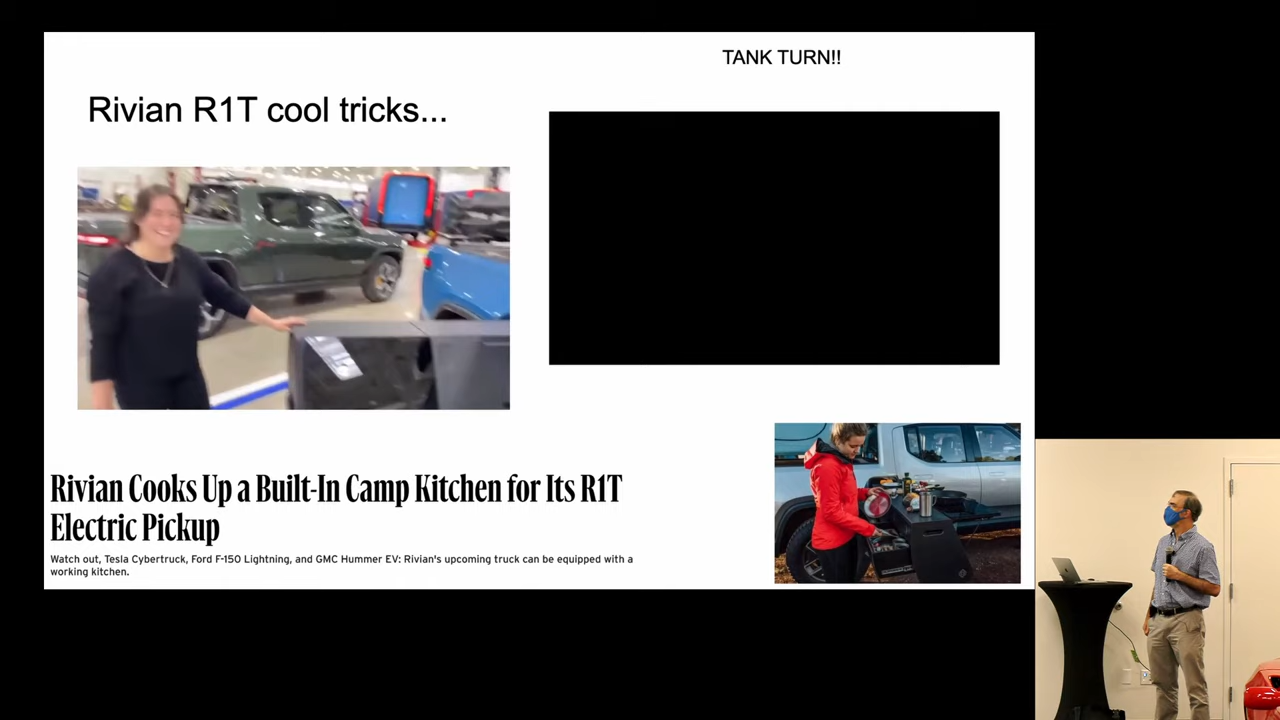 TANK TURN!!
Rivian R1T cool tricks...
Rivian Cooks Up a Built-In Camp Kitchen for Its R1T
Electric Pickup
Watch out, Tesla Cybertruck, Ford F-150 Lightning, and GMC Hummer EV: Rivian's upcoming truck can be equipped with a
working kitchen.